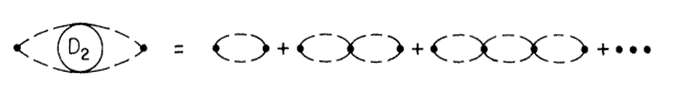 D₂ = + + + •••